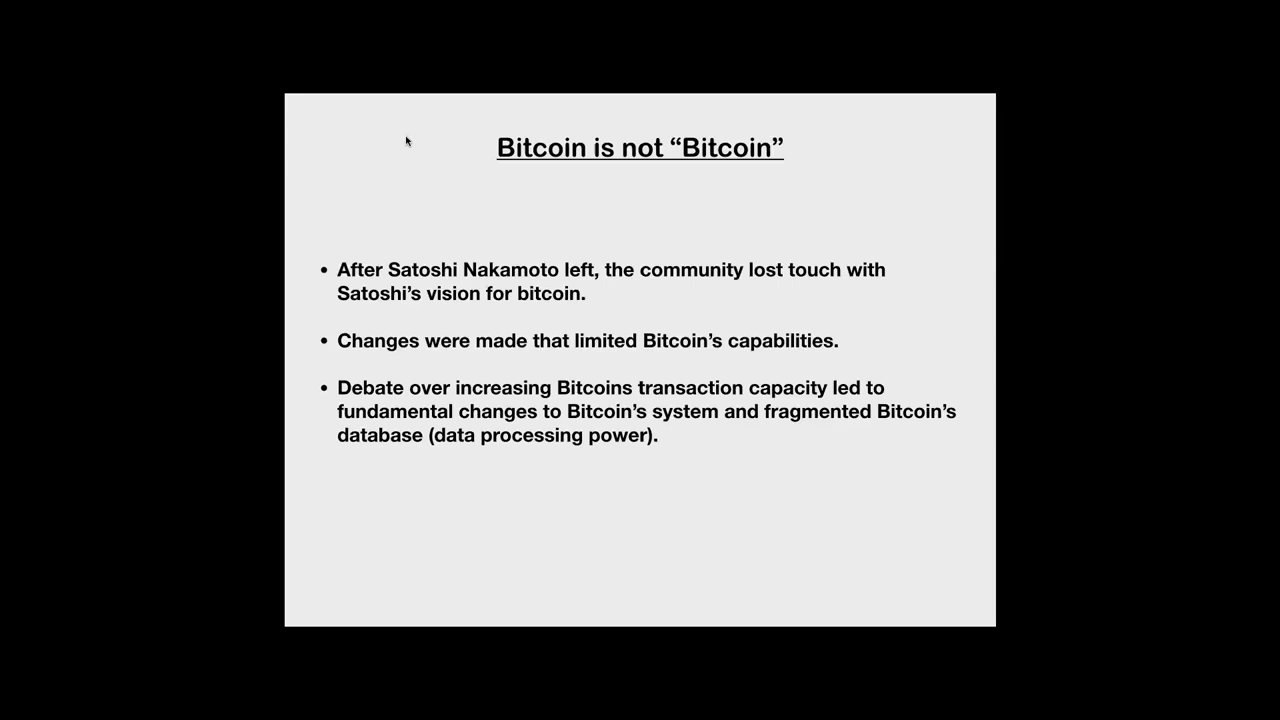 Bitcoin is not “Bitcoin”
• After Satoshi Nakamoto left, the community lost touch with
Satoshi’s vision for bitcoin.
• Changes were made that limited Bitcoin’s capabilities.
• Debate over increasing Bitcoins transaction capacity led to
fundamental changes to Bitcoin’s system and fragmented Bitcoin’s
database (data processing power).